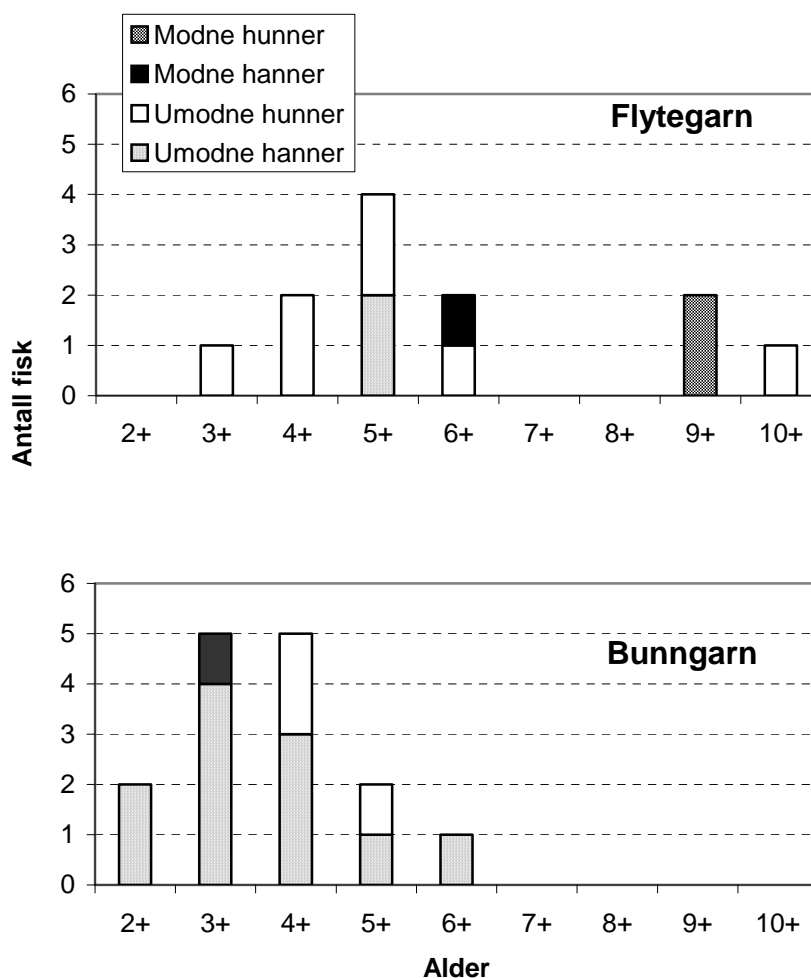 Modne hunner
Modne hanner
Umodne hunner
Umodne hanner
Flytegarn
6
5
4
3
2
1
0
2+ 3+ 4+ 5+ 6+ 7+ 8+ 9+ 10+
Antall fisk
Bunngarn
6
5
4
3
2
1
0
2+ 3+ 4+ 5+ 6+ 7+ 8+ 9+ 10+
Alder